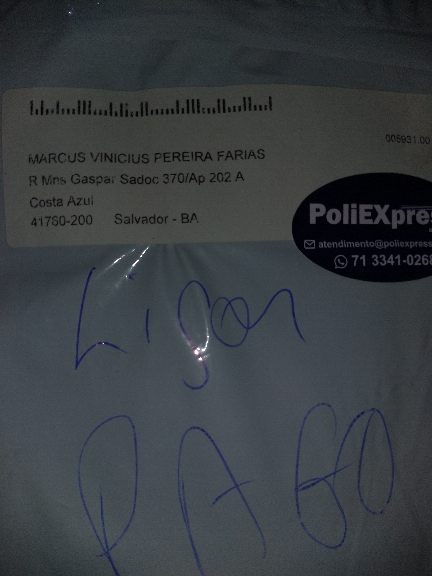 006931.00
MARCUS VINICIUS PEREIRA FARIAS
R Mns Gaspar Sadoc 370/Ap 202 A
Costa Azul
41760-200 Salvador - BA
PoliEXpres
atendimento@poliexpress
71 3341-0268
Ligar
PAGO